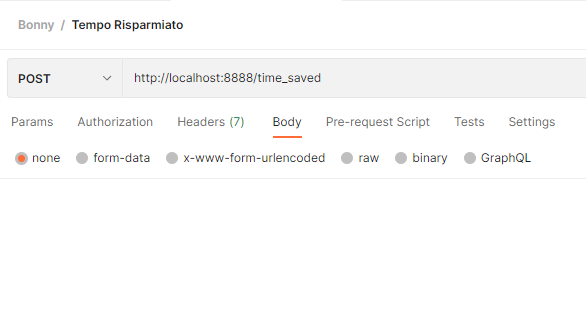 Bonny / Tempo Risparmiato
POST http://localhost:8888/time_saved
Params Authorization Headers (7) Body Pre-request Script Tests Settings
none form-data x-www-form-urlencoded raw binary GraphQL